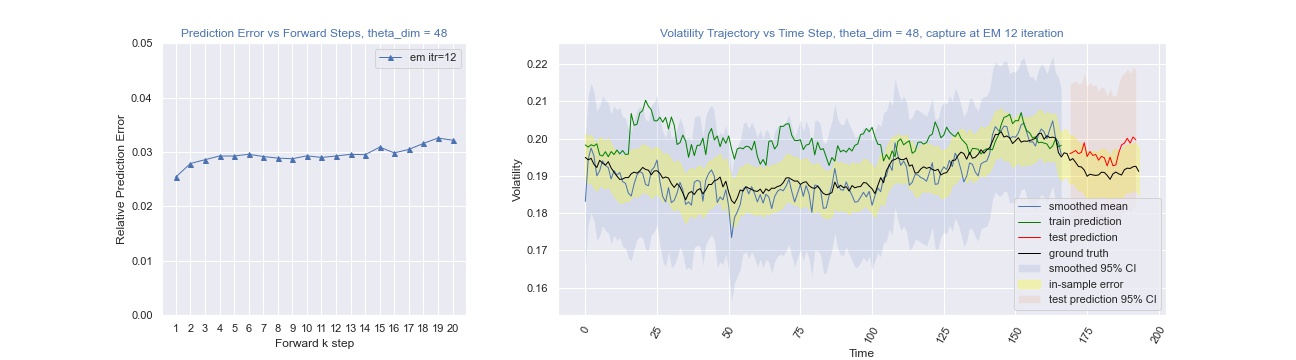 Prediction Error vs Forward Steps, theta_dim = 48
0.05
0.04
0.03
0.02
0.01
0.00
Relative Prediction Error
em itr=12
1 2 3 4 5 6 7 8 9 10 11 12 13 14 15 16 17 18 19 20
Forward k step
Volatility Trajectory vs Time Step, theta_dim = 48, capture at EM 12 iteration
0.22
0.21
0.20
0.19
0.18
0.17
0.16
Volatility
smoothed mean
train prediction
test prediction
ground truth
smoothed 95% CI
in-sample error
test prediction 95% CI
0 25 50 75 100 125 150 175 200
Time